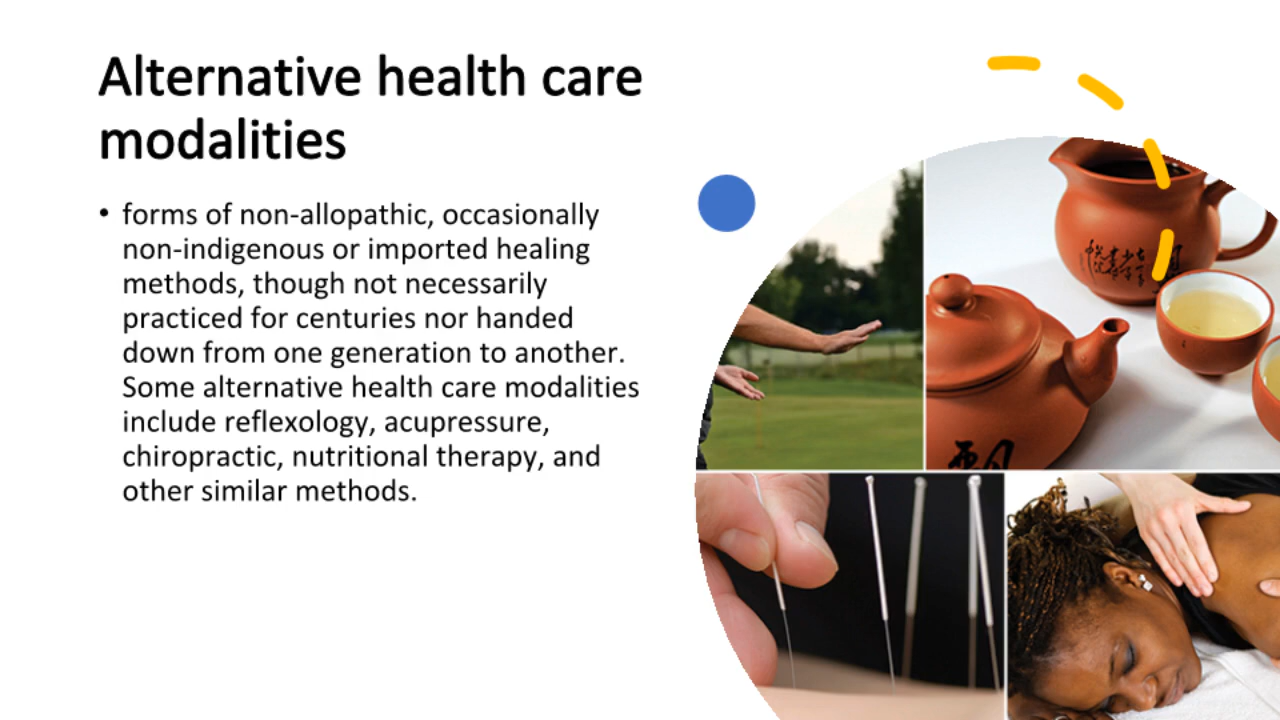 Alternative health care
modalities
• forms of non-allopathic, occasionally
non-indigenous or imported healing
methods, though not necessarily
practiced for centuries nor handed
down from one generation to another.
Some alternative health care modalities
include reflexology, acupressure,
chiropractic, nutritional therapy, and
other similar methods.